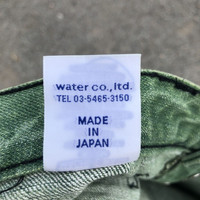 water co.,ltd.
TEL 03-5465-3150
MADE
IN
JAPAN